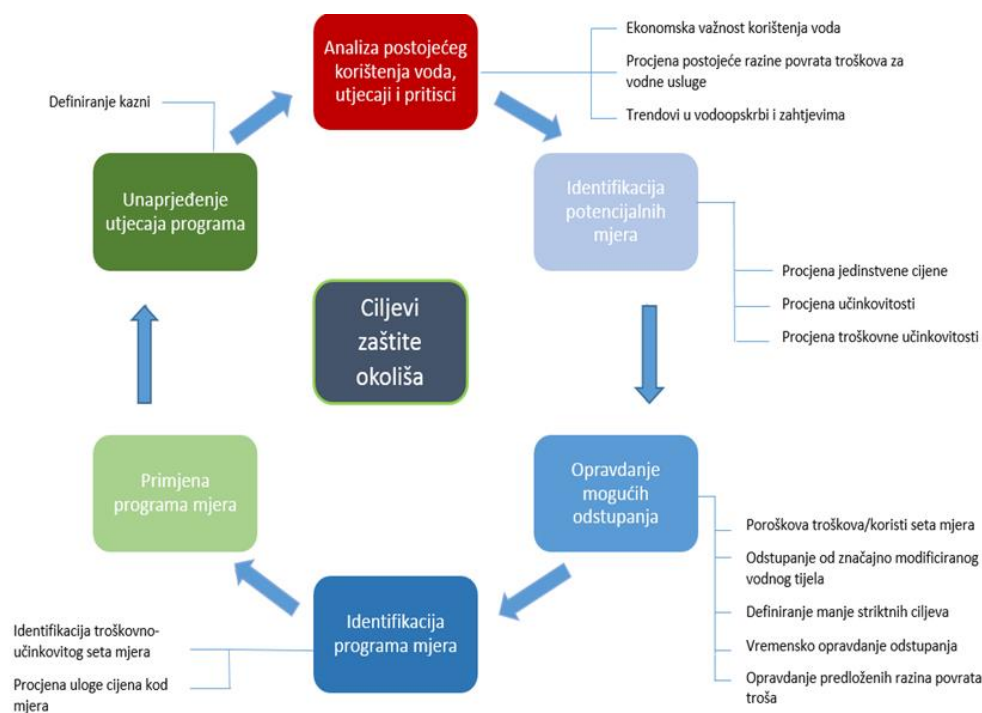 Analiza postojećeg
korištenja voda,
utjecaji i pritisci
Ekonomska važnost korištenja voda
Procjena postojeće razine povrata troškova za
vodne usluge
Trendovi u vodoopskrbi i zahtjevima
Identifikacija
potencijalnih
mjera
Procjena jedinstvene cijene
Procjena učinkovitosti
Procjena troškovne učinkovitosti
Opravdanje
mogućih
odstupanja
Poroškova troškova/koristi seta mjera
Odstupanje od značajno modificiranog
vodnog tijela
Definiranje manje striktnih ciljeva
Vremensko opravdanje odstupanja
Opravdanje predloženih razina povrata
troša
Identifikacija
programa mjera
Identifikacija troškovno-
učinkovitog seta mjera
Procjena uloge cijena kod
mjera
Primjena
programa mjera
Unaprjeđenje
utjecaja programa
Definiranje kazni
Ciljevi
zaštite
okoliša